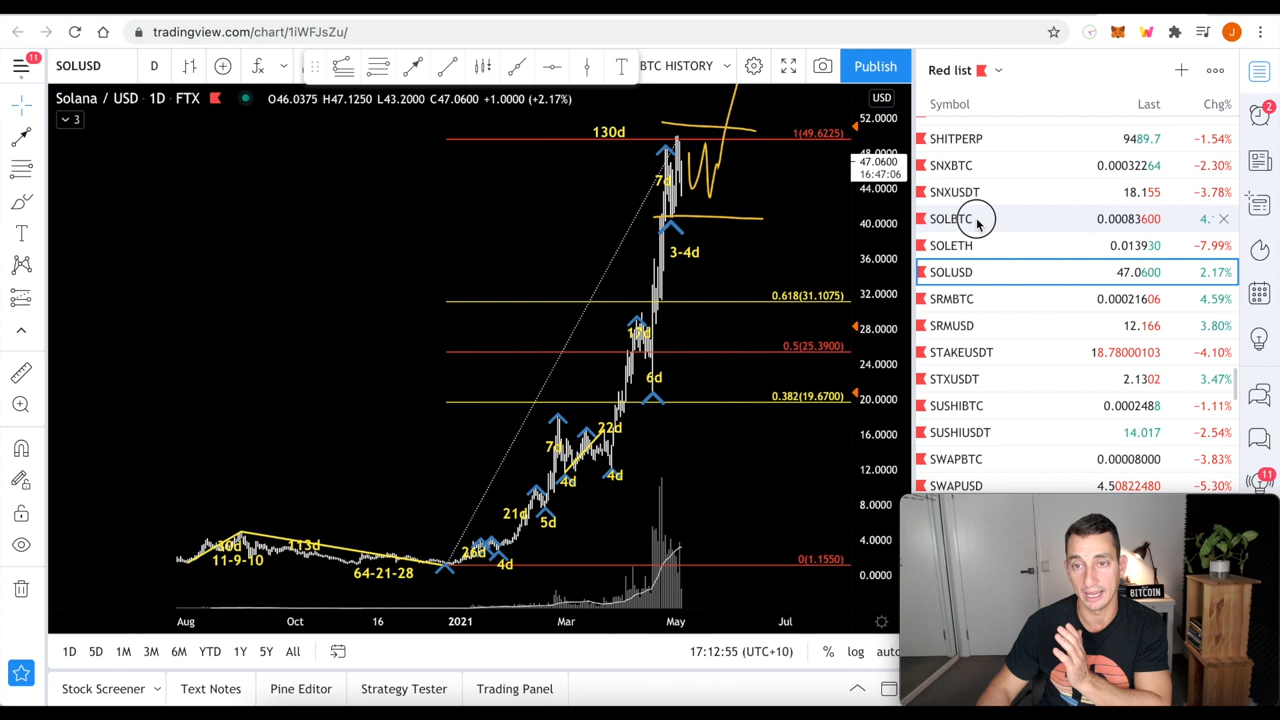 tradingview.com/chart/1iWFJsZu/
J
11
SOLUSD
D
BTC HISTORY
Publish
Red list
Solana / USD • 1D • FTX
O46.0375 H47.1250 L43.2000 C47.0600 +1.0000 (+2.17%)
USD
3
Symbol Last Chg%
52.0000
48.0000
47.0600
16:47:06
44.0000
40.0000
36.0000
32.0000
28.0000
24.0000
20.0000
16.0000
12.0000
8.0000
4.0000
0.0000
130d
1(49.6225)
7d
3-4d
0.618(31.1075)
17d
0.5(25.3900)
6d
0.382(19.6700)
22d
7d
4d
4d
21d
5d
26d
4d
30d
11-9-10
113d
64-21-28
0(1.1550)
Aug Oct 16 2021 Mar May Jul
SHITPERP 9489.7 −1.54%
SNXBTC 0.00032264 −2.30%
SNXUSDT 18.155 −3.78%
SOLBTC 0.00083600 4.
SOLETH 0.013930 −7.99%
SOLUSD 47.0600 2.17%
SRMBTC 0.00021606 4.59%
SRMUSD 12.166 3.80%
STAKEUSDT 18.78000103 −4.10%
STXUSDT 2.1302 3.47%
SUSHIBTC 0.0002488 −1.11%
SUSHIUSDT 14.017 −2.54%
SWAPBTC 0.00008000 −3.83%
SWAPUSD 4.50822480 −5.30%
2
11
1D 5D 1M 3M 6M YTD 1Y 5Y All
17:12:55 (UTC+10) % log auto
Stock Screener Text Notes Pine Editor Strategy Tester Trading Panel
BITCOIN